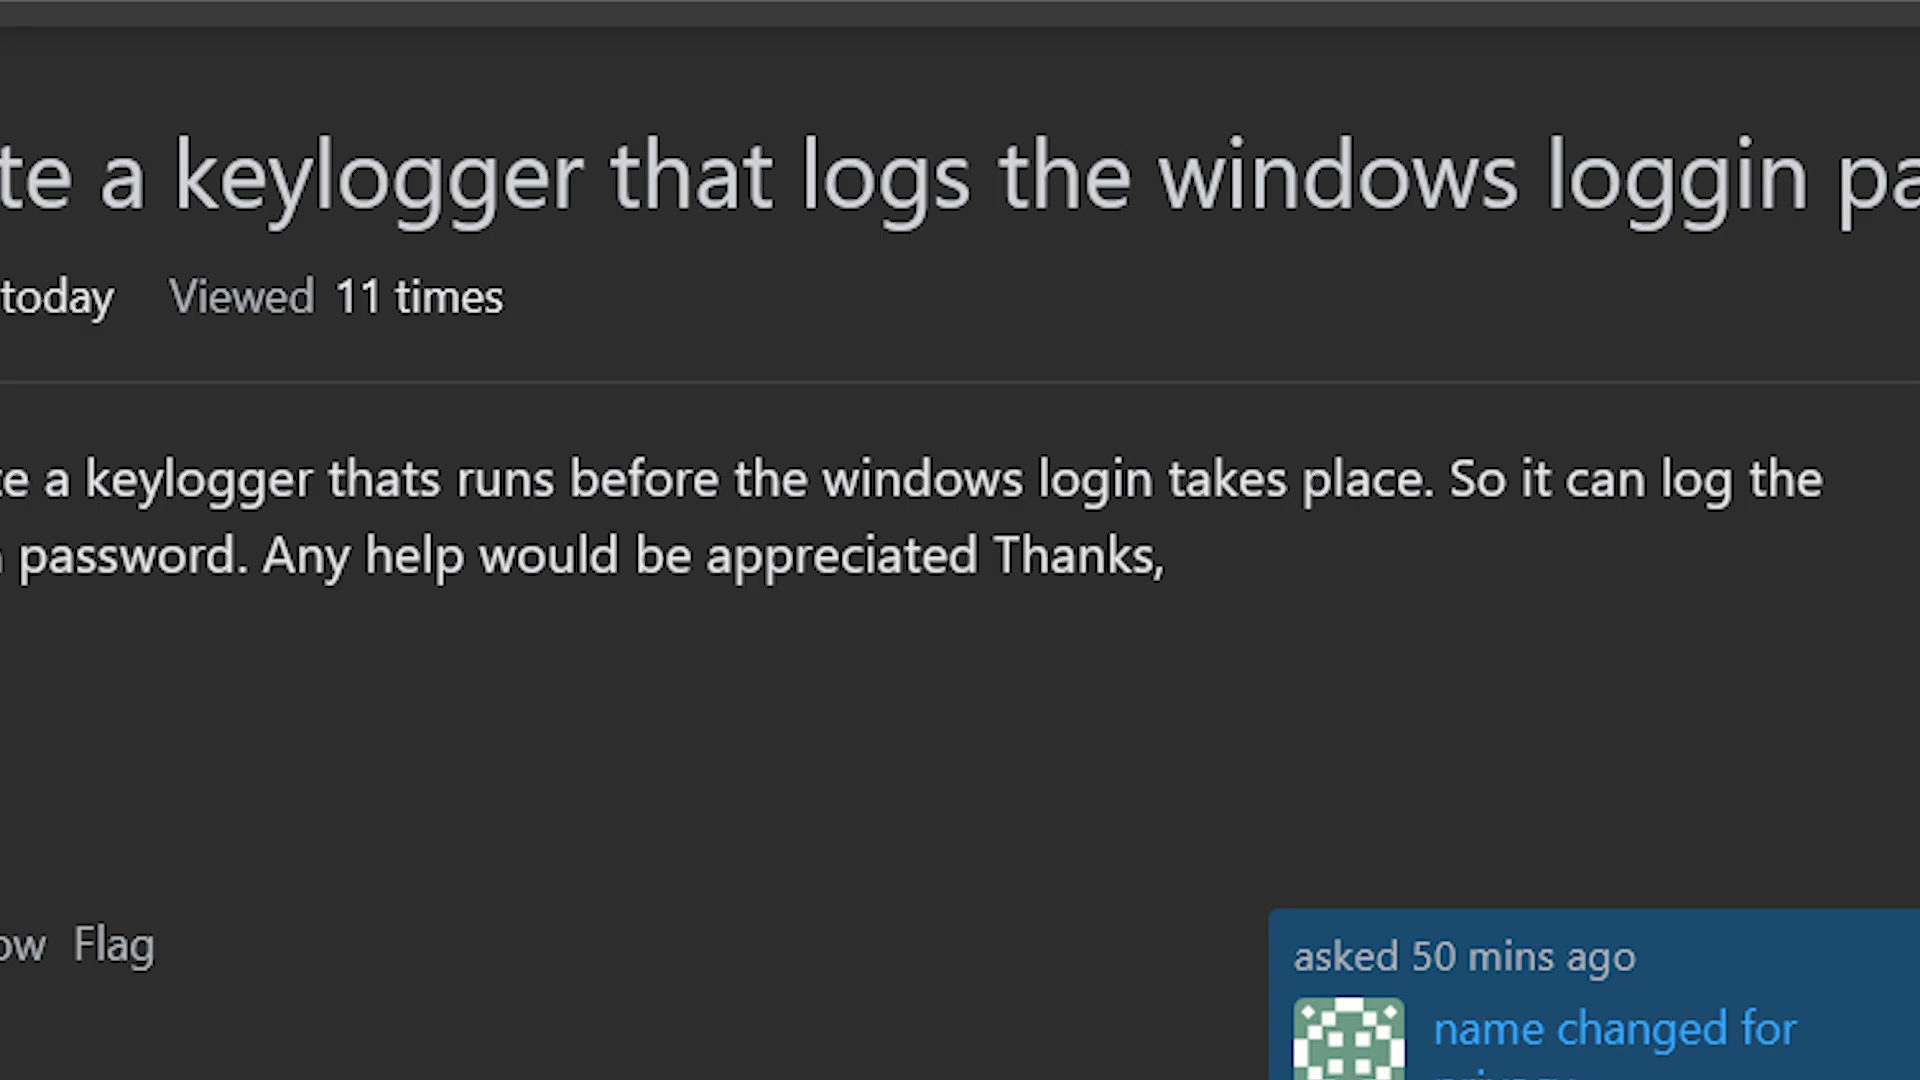 te a keylogger that logs the windows loggin pa
today Viewed 11 times
te a keylogger thats runs before the windows login takes place. So it can log the
password. Any help would be appreciated Thanks,
ow Flag
asked 50 mins ago
name changed for